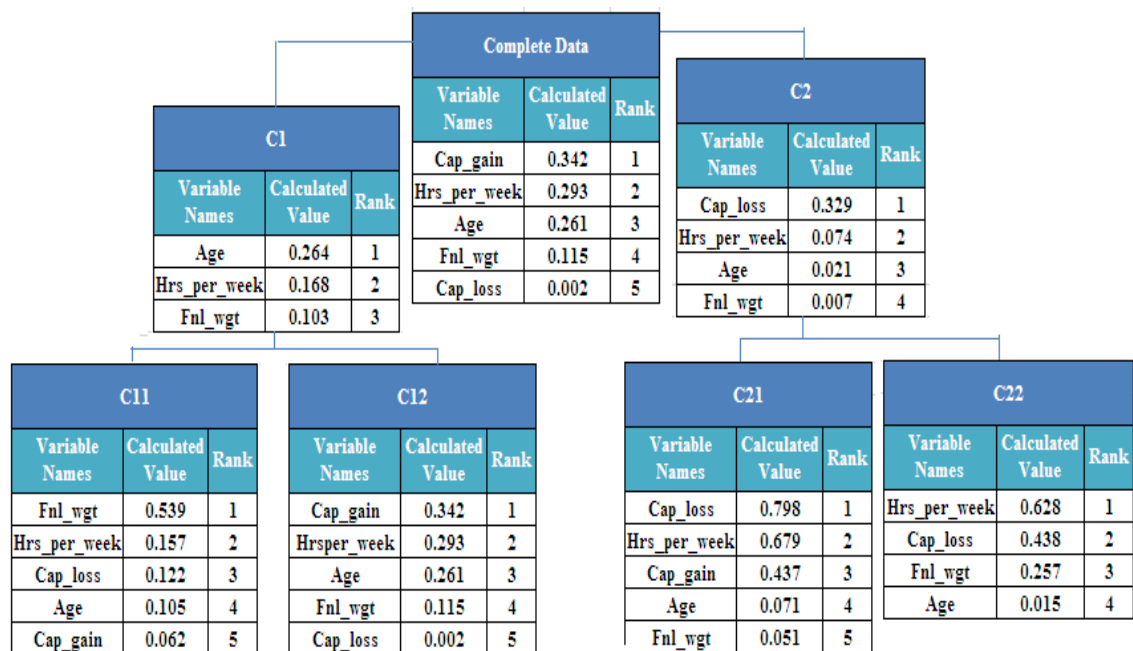 Complete Data
Variable Names Calculated Value Rank
Cap_gain 0.342 1
Hrs_per_week 0.293 2
Age 0.261 3
Fnl_wgt 0.115 4
Cap_loss 0.002 5
C1
Variable Names Calculated Value Rank
Age 0.264 1
Hrs_per_week 0.168 2
Fnl_wgt 0.103 3
C2
Variable Names Calculated Value Rank
Cap_loss 0.329 1
Hrs_per_week 0.074 2
Age 0.021 3
Fnl_wgt 0.007 4
C11
Variable Names Calculated Value Rank
Fnl_wgt 0.539 1
Hrs_per_week 0.157 2
Cap_loss 0.122 3
Age 0.105 4
Cap_gain 0.062 5
C12
Variable Names Calculated Value Rank
Cap_gain 0.342 1
Hrsper_week 0.293 2
Age 0.261 3
Fnl_wgt 0.115 4
Cap_loss 0.002 5
C21
Variable Names Calculated Value Rank
Cap_loss 0.798 1
Hrs_per_week 0.679 2
Cap_gain 0.437 3
Age 0.071 4
Fnl_wgt 0.051 5
C22
Variable Names Calculated Value Rank
Hrs_per_week 0.628 1
Cap_loss 0.438 2
Fnl_wgt 0.257 3
Age 0.015 4